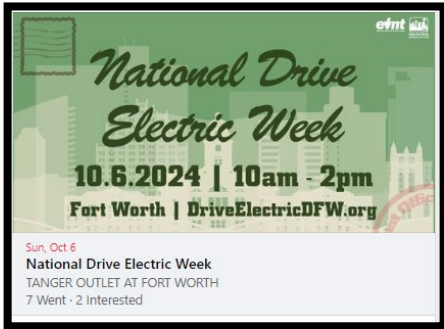 efnt
National Drive
Electric Week
10.6.2024 | 10am - 2pm
Fort Worth | DriveElectricDFW.org
Sun, Oct 6
National Drive Electric Week
TANGER OUTLET AT FORT WORTH
7 Went · 2 Interested